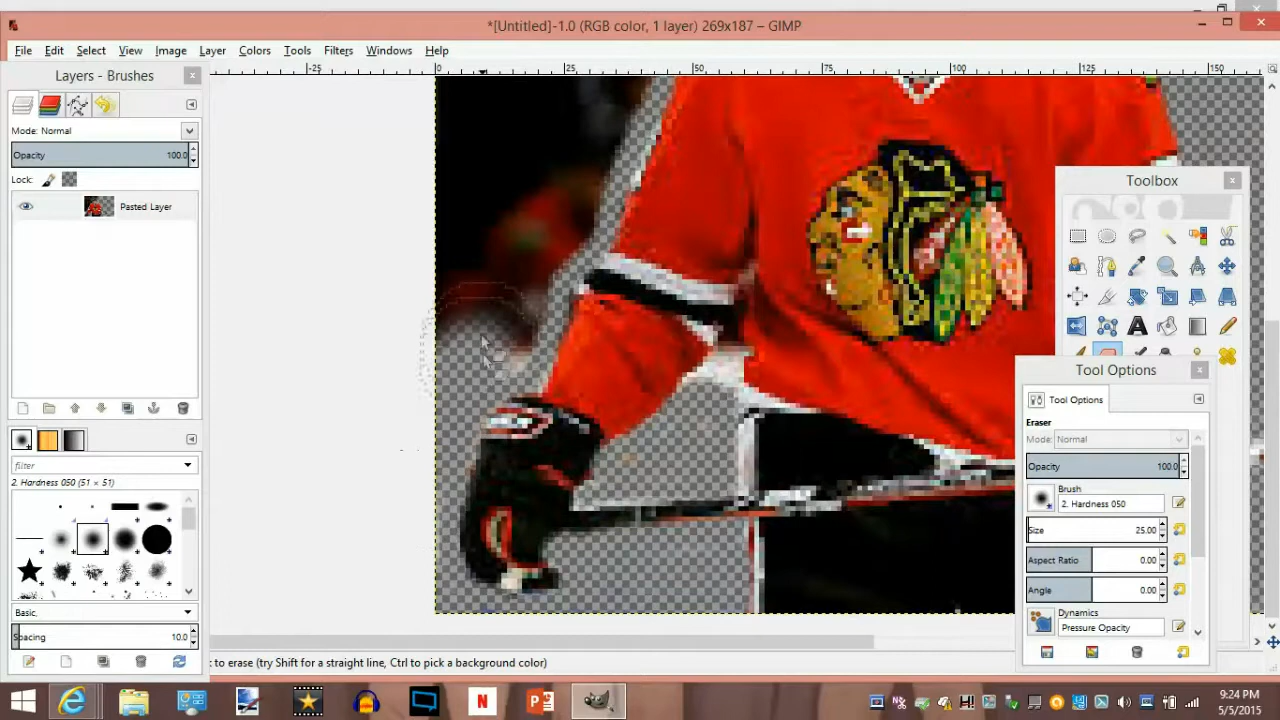 *[Untitled]-1.0 (RGB color, 1 layer) 269x187 – GIMP
File Edit Select View Image Layer Colors Tools Filters Windows Help
Layers - Brushes
-25 0 25 50 75 100 125 150
Mode: Normal
Opacity 100.0
Lock:
Pasted Layer
filter
2. Hardness 050 (51 × 51)
Basic,
Spacing 10.0
Toolbox
Tool Options
Tool Options
Eraser
Mode: Normal
Opacity 100.0
Brush
2. Hardness 050
Size 25.00
Aspect Ratio 0.00
Angle 0.00
Dynamics
Pressure Opacity
to erase (try Shift for a straight line, Ctrl to pick a background color)
9:24 PM
5/5/2015